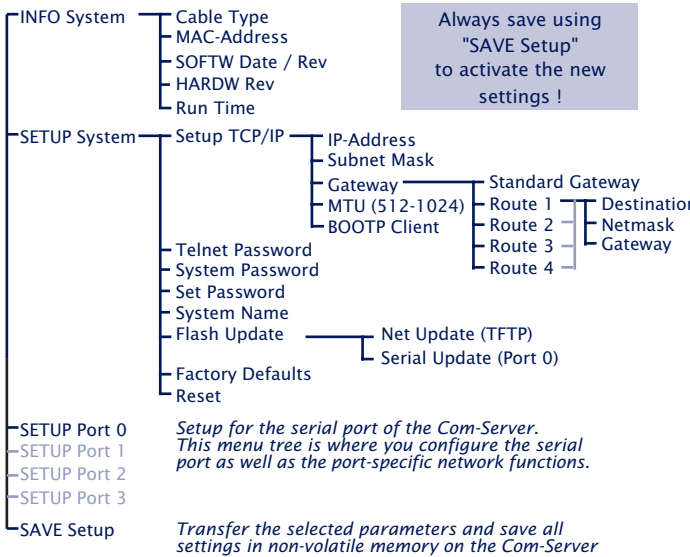 INFO System
Cable Type
MAC-Address
SOFTW Date / Rev
HARDW Rev
Run Time
Always save using
"SAVE Setup"
to activate the new
settings !
SETUP System
Setup TCP/IP
IP-Address
Subnet Mask
Gateway
Standard Gateway
Route 1
Destination
Netmask
Gateway
Route 2
Route 3
Route 4
MTU (512-1024)
BOOTP Client
Telnet Password
System Password
Set Password
System Name
Flash Update
Net Update (TFTP)
Serial Update (Port 0)
Factory Defaults
Reset
SETUP Port 0
Setup for the serial port of the Com-Server.
This menu tree is where you configure the serial
port as well as the port-specific network functions.
SETUP Port 1
SETUP Port 2
SETUP Port 3
SAVE Setup
Transfer the selected parameters and save all
settings in non-volatile memory on the Com-Server